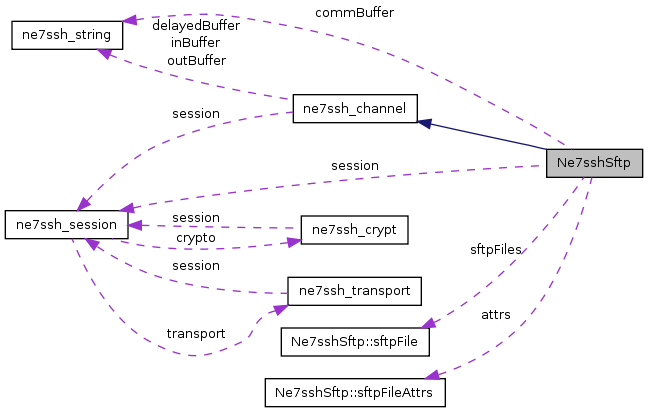 commBuffer
delayedBuffer
inBuffer
outBuffer
ne7ssh_string
ne7ssh_channel
session
Ne7sshSftp
session
ne7ssh_session
session
crypto
ne7ssh_crypt
sftpFiles
session
ne7ssh_transport
attrs
transport
Ne7sshSftp::sftpFile
Ne7sshSftp::sftpFileAttrs